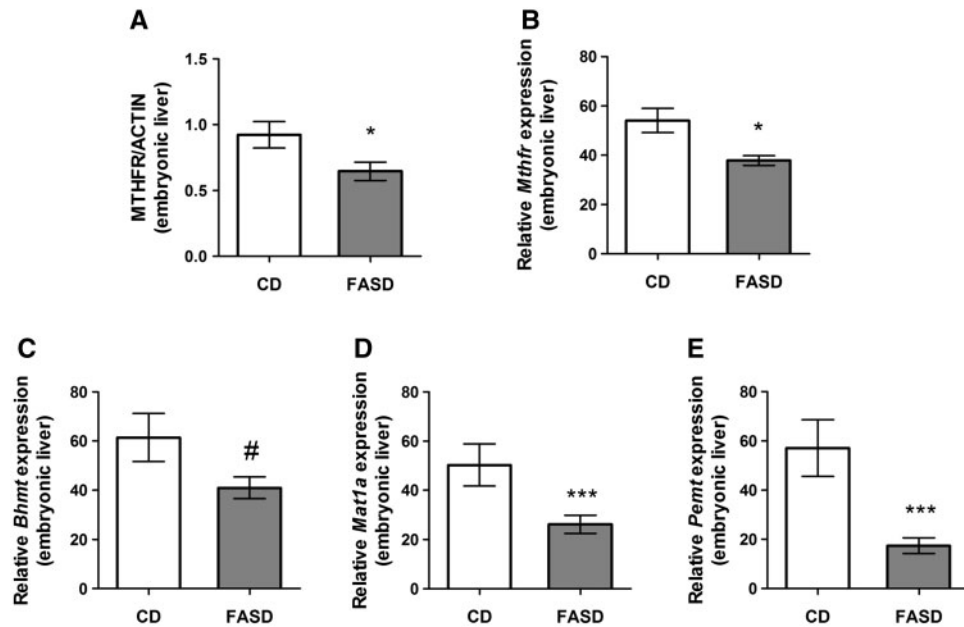 A
MTHFR/ACTIN
(embryonic liver)
1.5
1.0
0.5
0.0
*
CD
FASD
B
Relative Mthfr expression
(embryonic liver)
80
60
40
20
0
*
CD
FASD
C
Relative Bhmt expression
(embryonic liver)
80
60
40
20
0
#
CD
FASD
D
Relative Mat1a expression
(embryonic liver)
80
60
40
20
0
***
CD
FASD
E
Relative Pemt expression
(embryonic liver)
80
60
40
20
0
***
CD
FASD